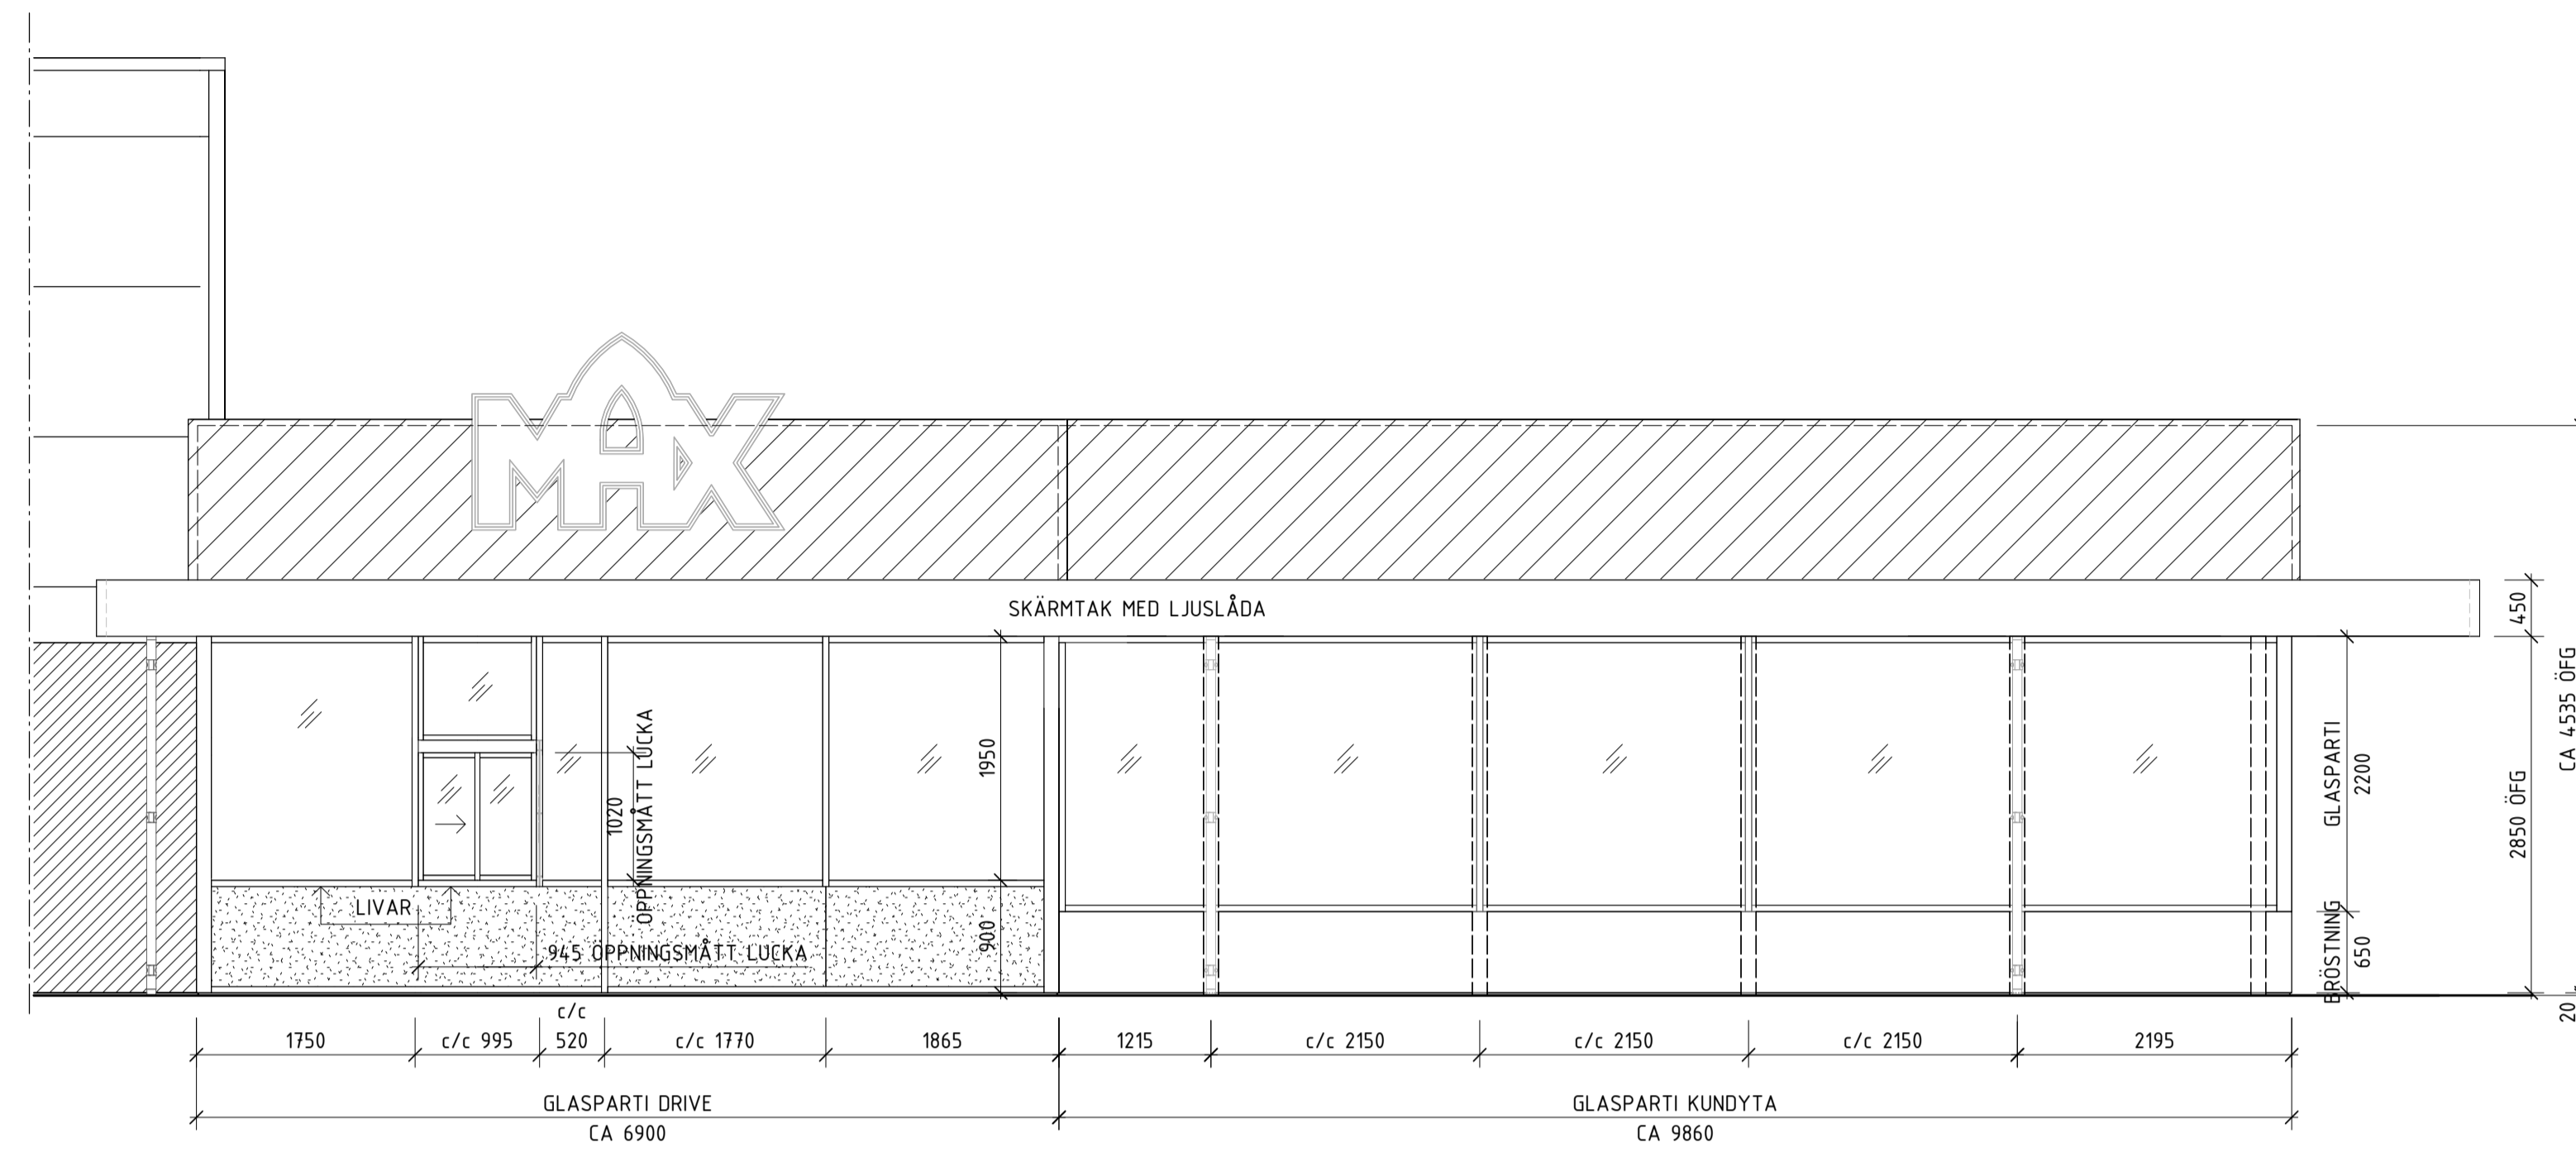 MAX
SKÄRMTAK MED LJUSLÅDA
450
CA 4535 ÖFG
GLASPARTI
2200
2850 ÖFG
BRÖSTNING
650
20
1950
900
1020
ÖPPNINGSMÅTT LUCKA
LIVAR
945 ÖPPNINGSMÅTT LUCKA
1750
c/c 995
c/c
520
c/c 1770
1865
1215
c/c 2150
c/c 2150
c/c 2150
2195
GLASPARTI DRIVE
CA 6900
GLASPARTI KUNDYTA
CA 9860